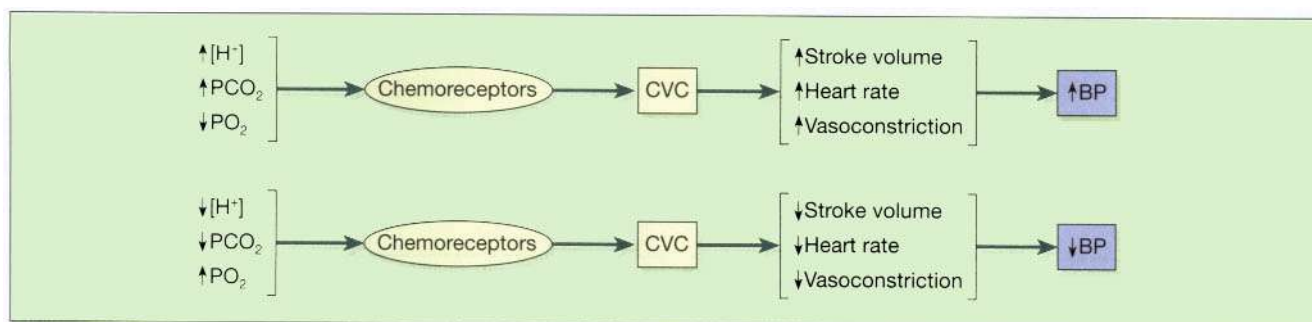 ↑[H⁺]
↑PCO₂
↓PO₂
Chemoreceptors
CVC
↑Stroke volume
↑Heart rate
↑Vasoconstriction
↑BP
↓[H⁺]
↓PCO₂
↑PO₂
Chemoreceptors
CVC
↓Stroke volume
↓Heart rate
↓Vasoconstriction
↓BP